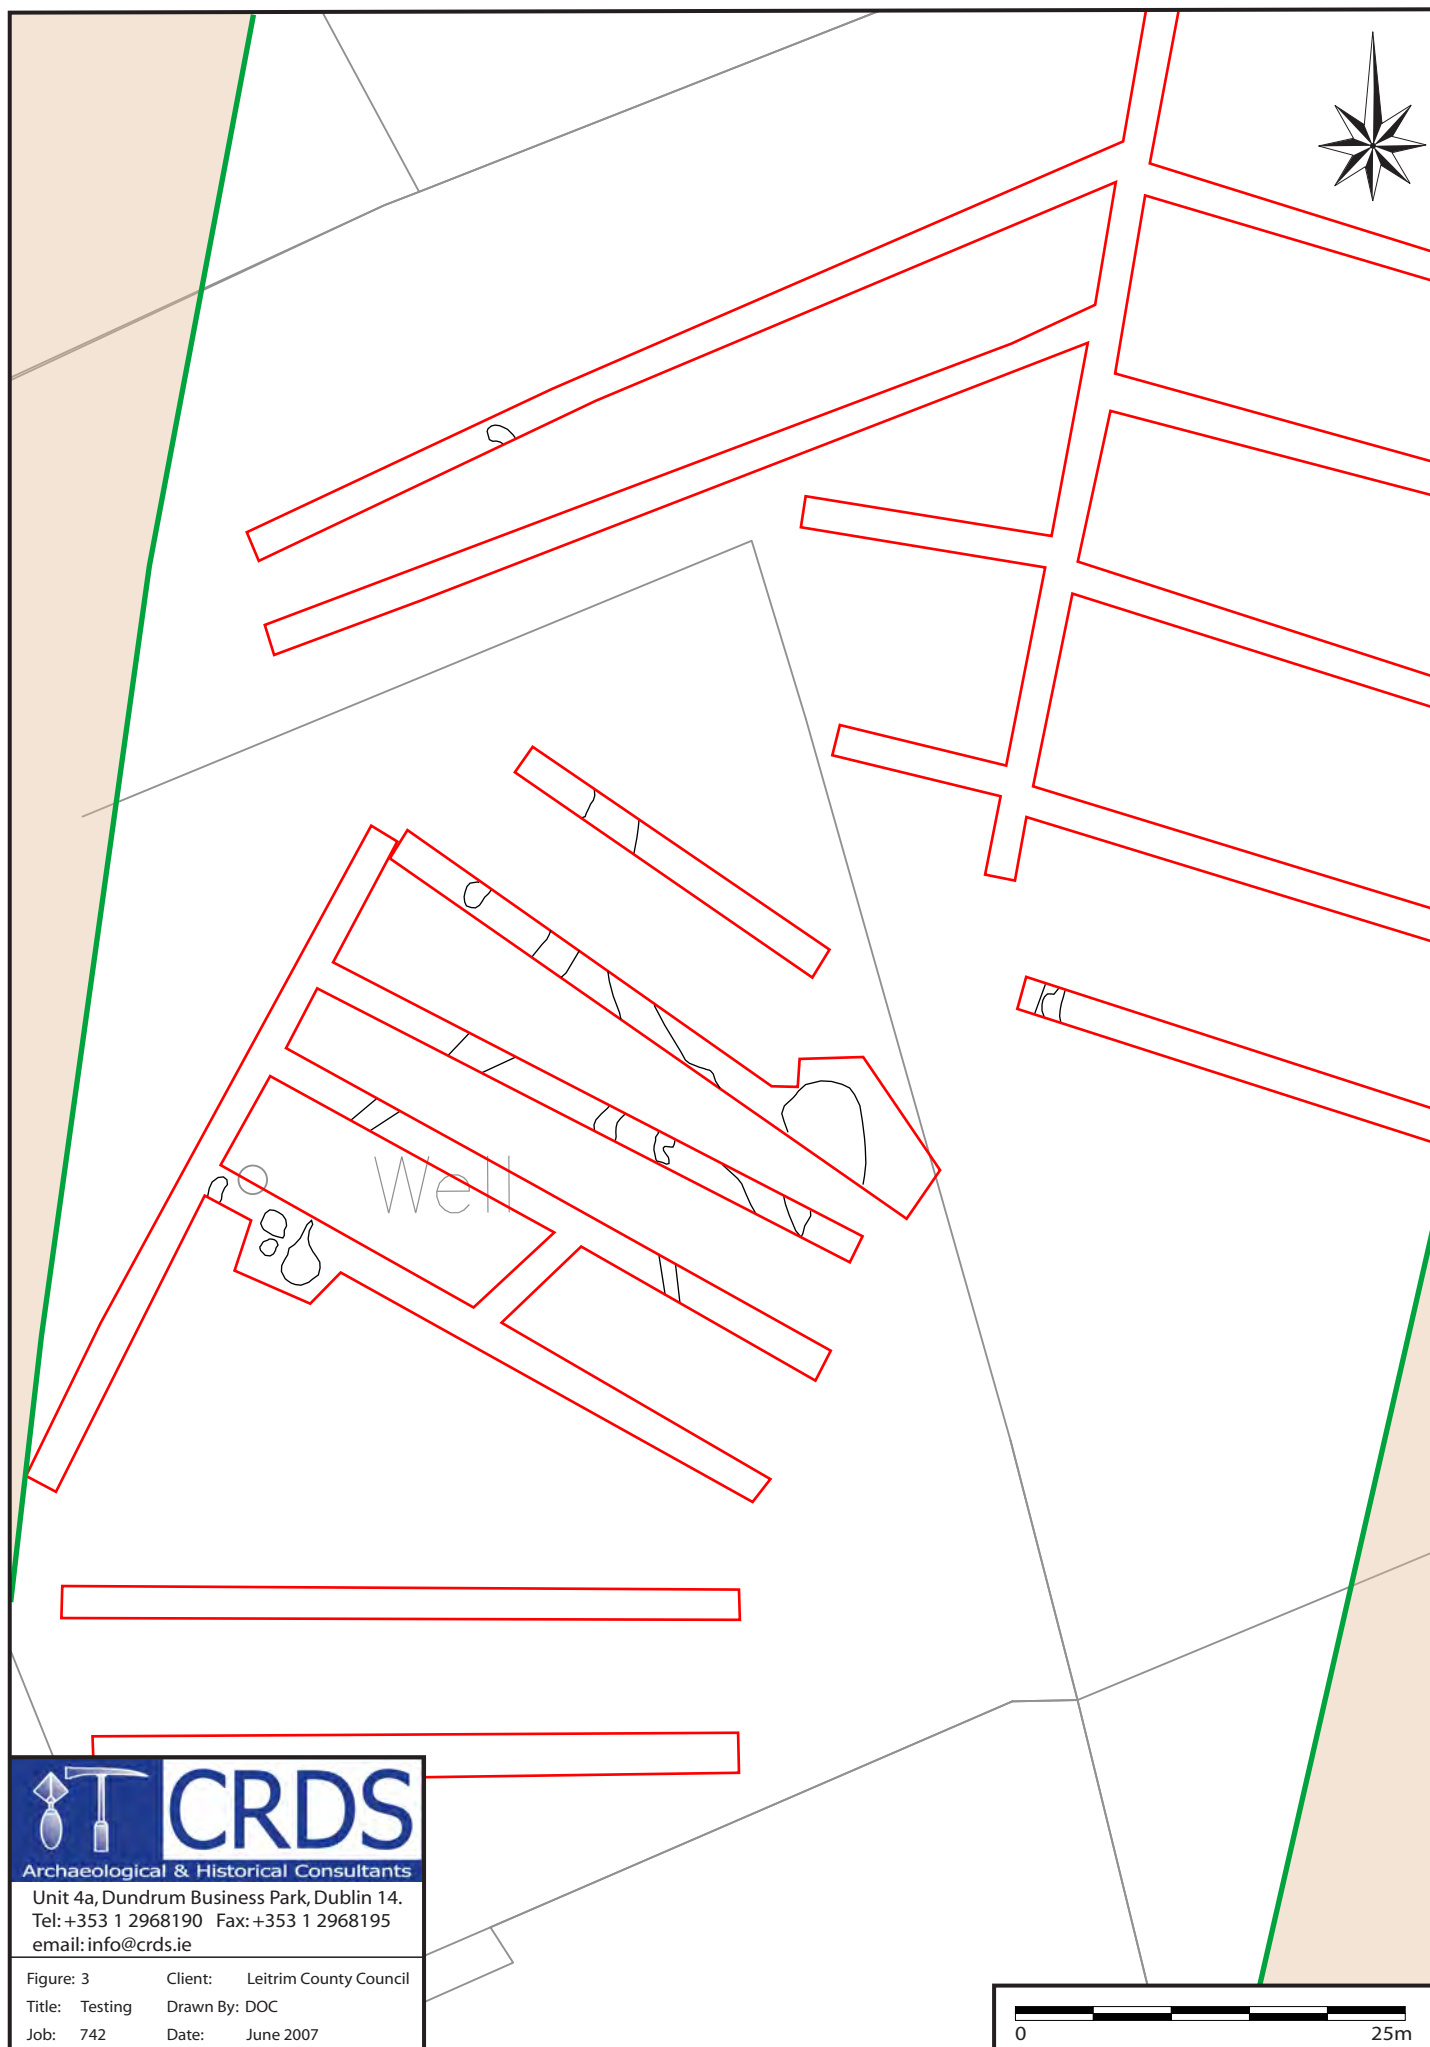 Well
CRDS
Archaeological & Historical Consultants
Unit 4a, Dundrum Business Park, Dublin 14.
Tel: +353 1 2968190 Fax: +353 1 2968195
email: info@crds.ie
Figure: 3 Client: Leitrim County Council
Title: Testing Drawn By: DOC
Job: 742 Date: June 2007
0 25m